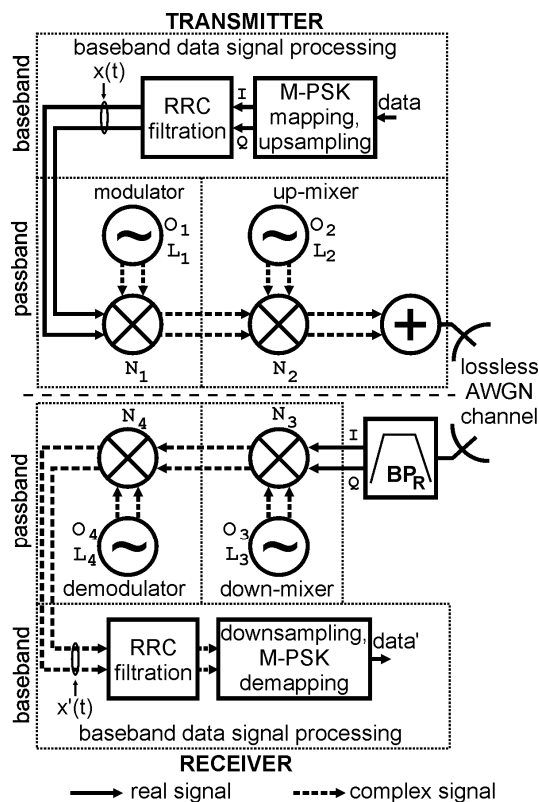 TRANSMITTER
baseband data signal processing
x(t)
baseband
RRC
filtration
I
Q
M-PSK
mapping,
upsampling
data
passband
modulator
up-mixer
~
O1
L1
~
O2
L2
N1
N2
+
lossless
AWGN
channel
passband
N4
N3
I
Q
BPR
O4
L4
~
O3
L3
~
demodulator
down-mixer
baseband
x'(t)
RRC
filtration
downsampling,
M-PSK
demapping
data'
baseband data signal processing
RECEIVER
real signal
complex signal